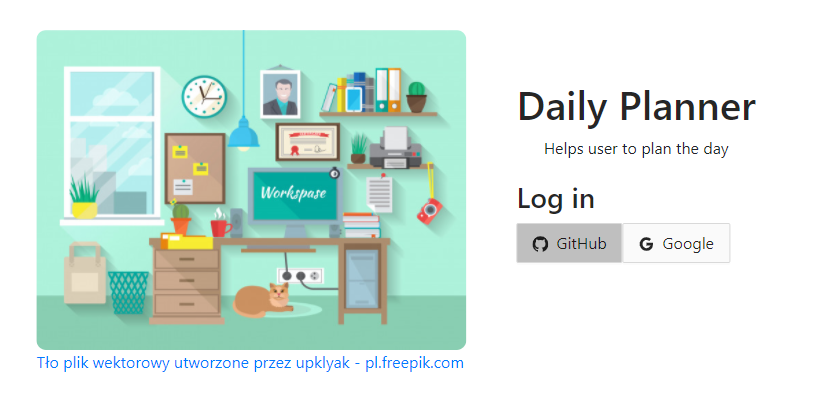 Workspase
Tło plik wektorowy utworzone przez upklyak - pl.freepik.com
Daily Planner
Helps user to plan the day
Log in
GitHub
Google